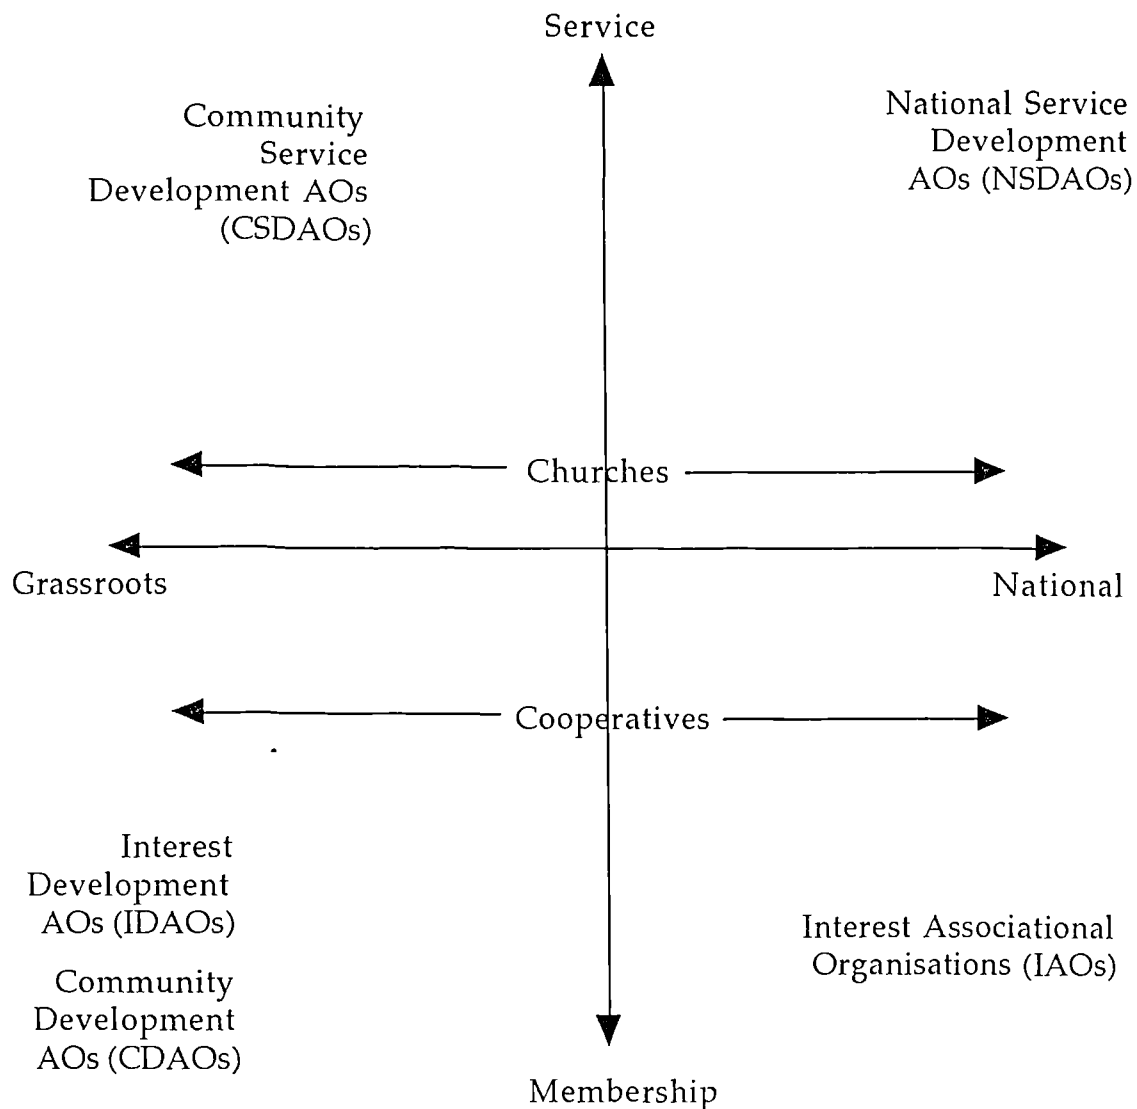 Service
Community
Service
Development AOs
(CSDAOs)
National Service
Development
AOs (NSDAOs)
Churches
Grassroots
National
Cooperatives
Interest
Development
AOs (IDAOs)
Community
Development
AOs (CDAOs)
Interest Associational
Organisations (IAOs)
Membership